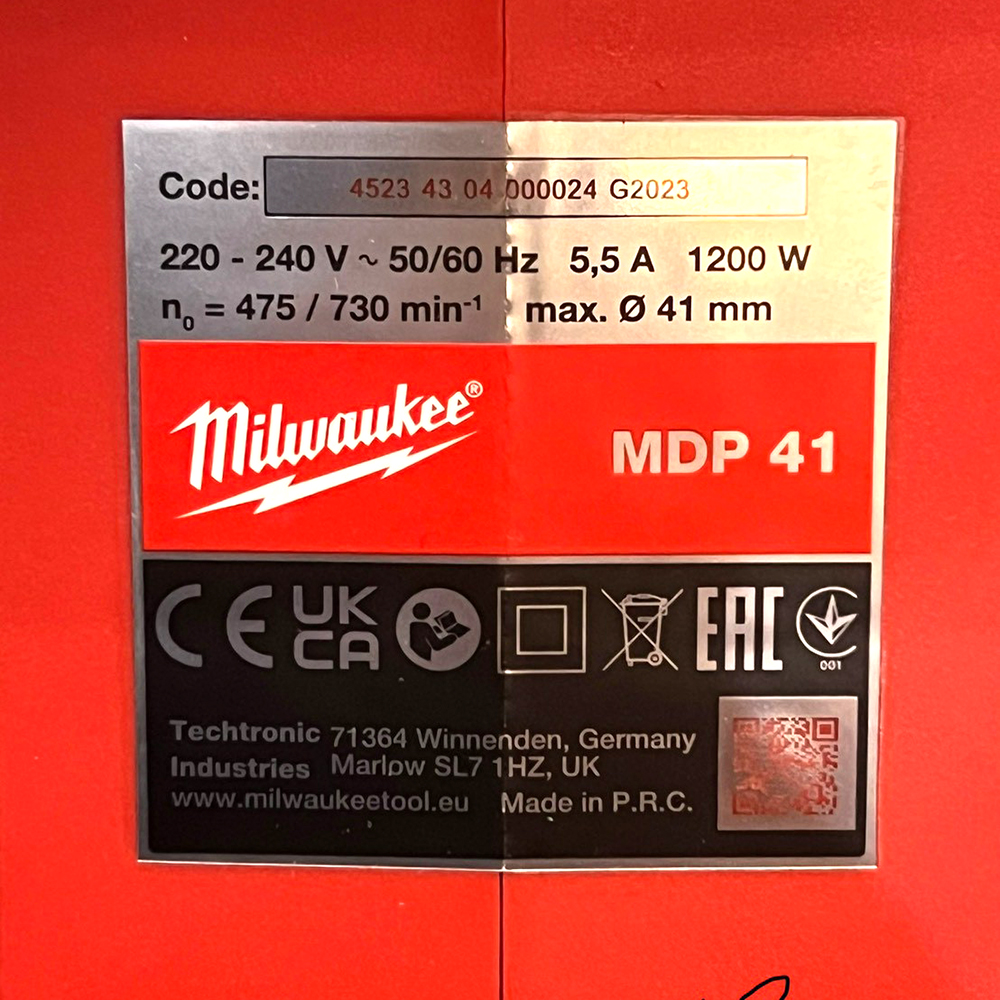 Code: 4523 43 04 000024 G2023
220 - 240 V ~ 50/60 Hz 5,5 A 1200 W
n₀ = 475 / 730 min⁻¹ max. Ø 41 mm
Milwaukee®
MDP 41
CE UK CA EAC 001
Techtronic Industries
71364 Winnenden, Germany
Marlow SL7 1HZ, UK
www.milwaukeetool.eu Made in P.R.C.